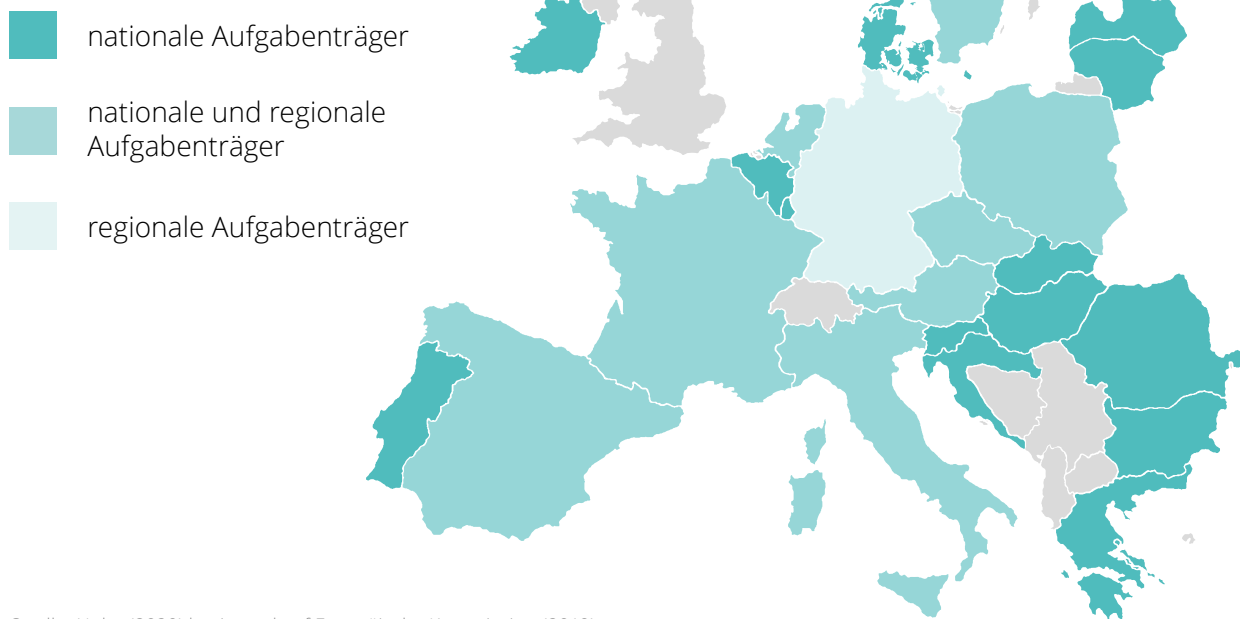 nationale Aufgabenträger
nationale und regionale
Aufgabenträger
regionale Aufgabenträger